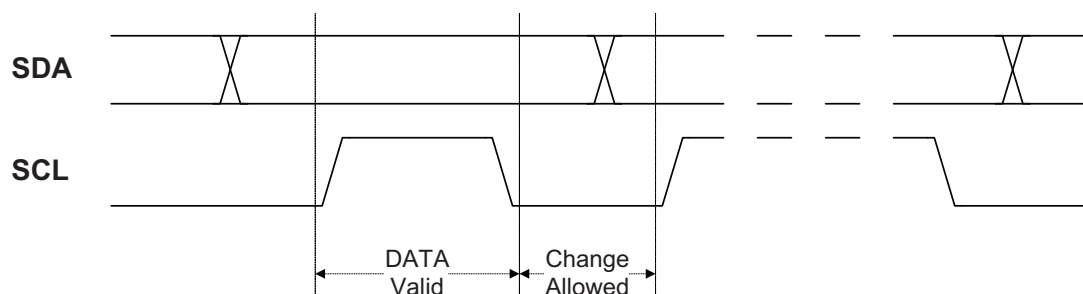 SDA
SCL
DATA
Valid
Change
Allowed